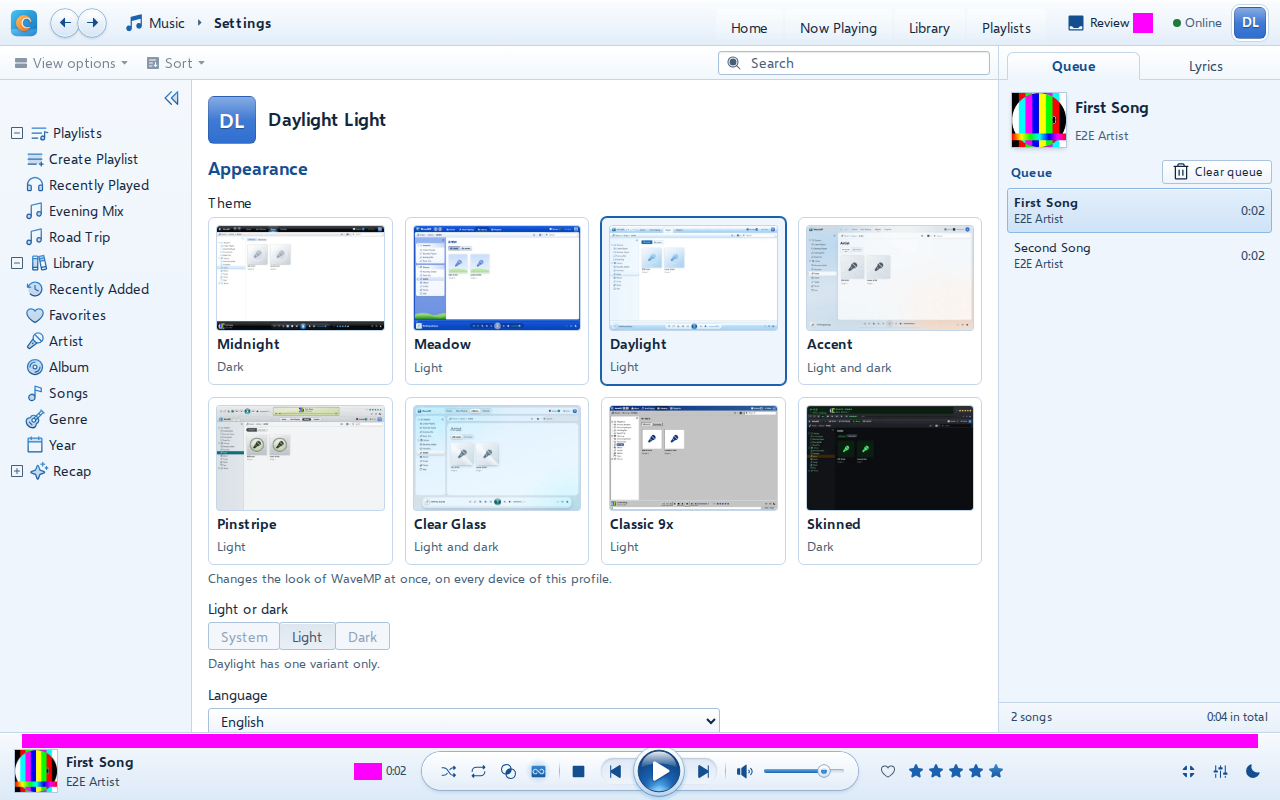 Music
Settings
Home
Now Playing
Library
Playlists
Review
Online
DL
View options
Sort
Search
Queue
Lyrics
Playlists
Create Playlist
Recently Played
Evening Mix
Road Trip
Library
Recently Added
Favorites
Artist
Album
Songs
Genre
Year
Recap
DL
Daylight Light
Appearance
Theme
Midnight
Dark
Meadow
Light
Daylight
Light
Accent
Light and dark
Pinstripe
Light
Clear Glass
Light and dark
Classic 9x
Light
Skinned
Dark
Changes the look of WaveMP at once, on every device of this profile.
Light or dark
System
Light
Dark
Daylight has one variant only.
Language
English
First Song
E2E Artist
Queue
Clear queue
First Song
E2E Artist
0:02
Second Song
E2E Artist
0:02
2 songs
0:04 in total
First Song
E2E Artist
0:02